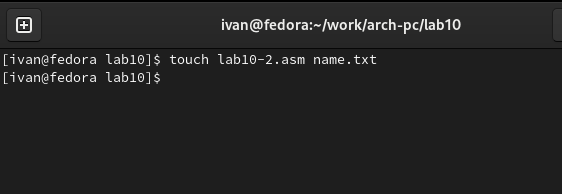 ivan@fedora:~/work/arch-pc/lab10
[ivan@fedora lab10]$ touch lab10-2.asm name.txt
[ivan@fedora lab10]$